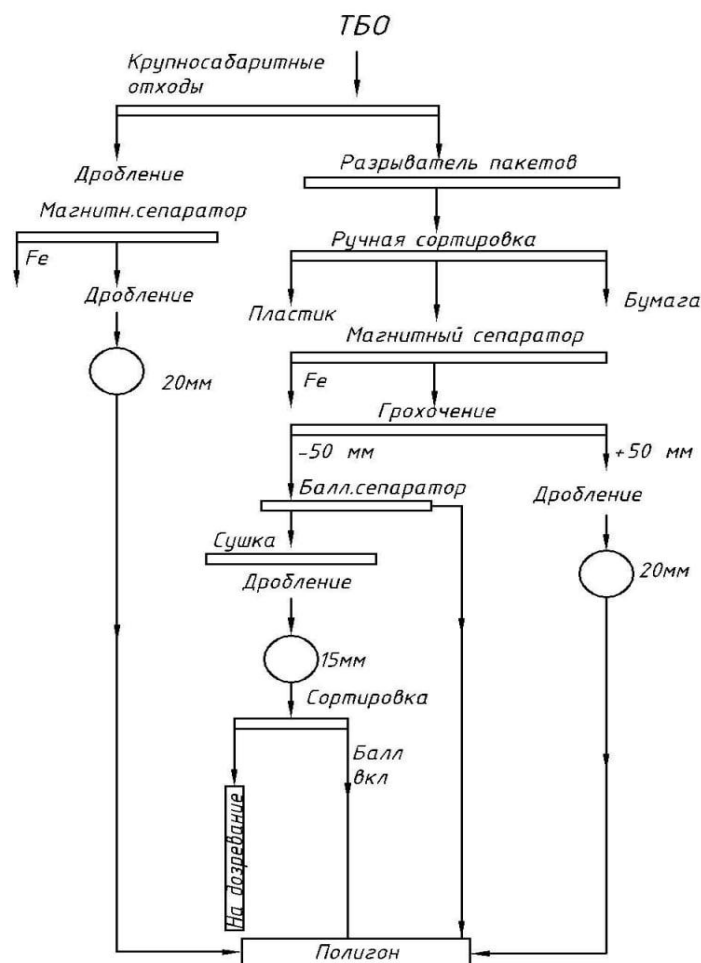 ТБО
Крупносабаритные
отходы
Дробление
Разрыватель пакетов
Магнитн.сепаратор
Ручная сортировка
Fe
Дробление
Пластик
Бумага
Магнитный сепаратор
20мм
Fe
Грохочение
-50 мм
+50 мм
Балл.сепаратор
Дробление
Сушка
Дробление
20мм
15мм
Сортировка
Балл
вкл
На дозревание
Полигон